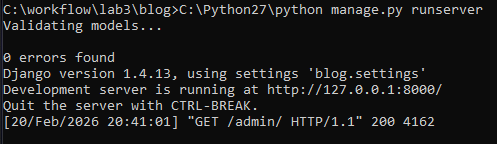 C:\workflow\lab3\blog>C:\Python27\python manage.py runserver
Validating models...
0 errors found
Django version 1.4.13, using settings 'blog.settings'
Development server is running at http://127.0.0.1:8000/
Quit the server with CTRL-BREAK.
[20/Feb/2026 20:41:01] "GET /admin/ HTTP/1.1" 200 4162